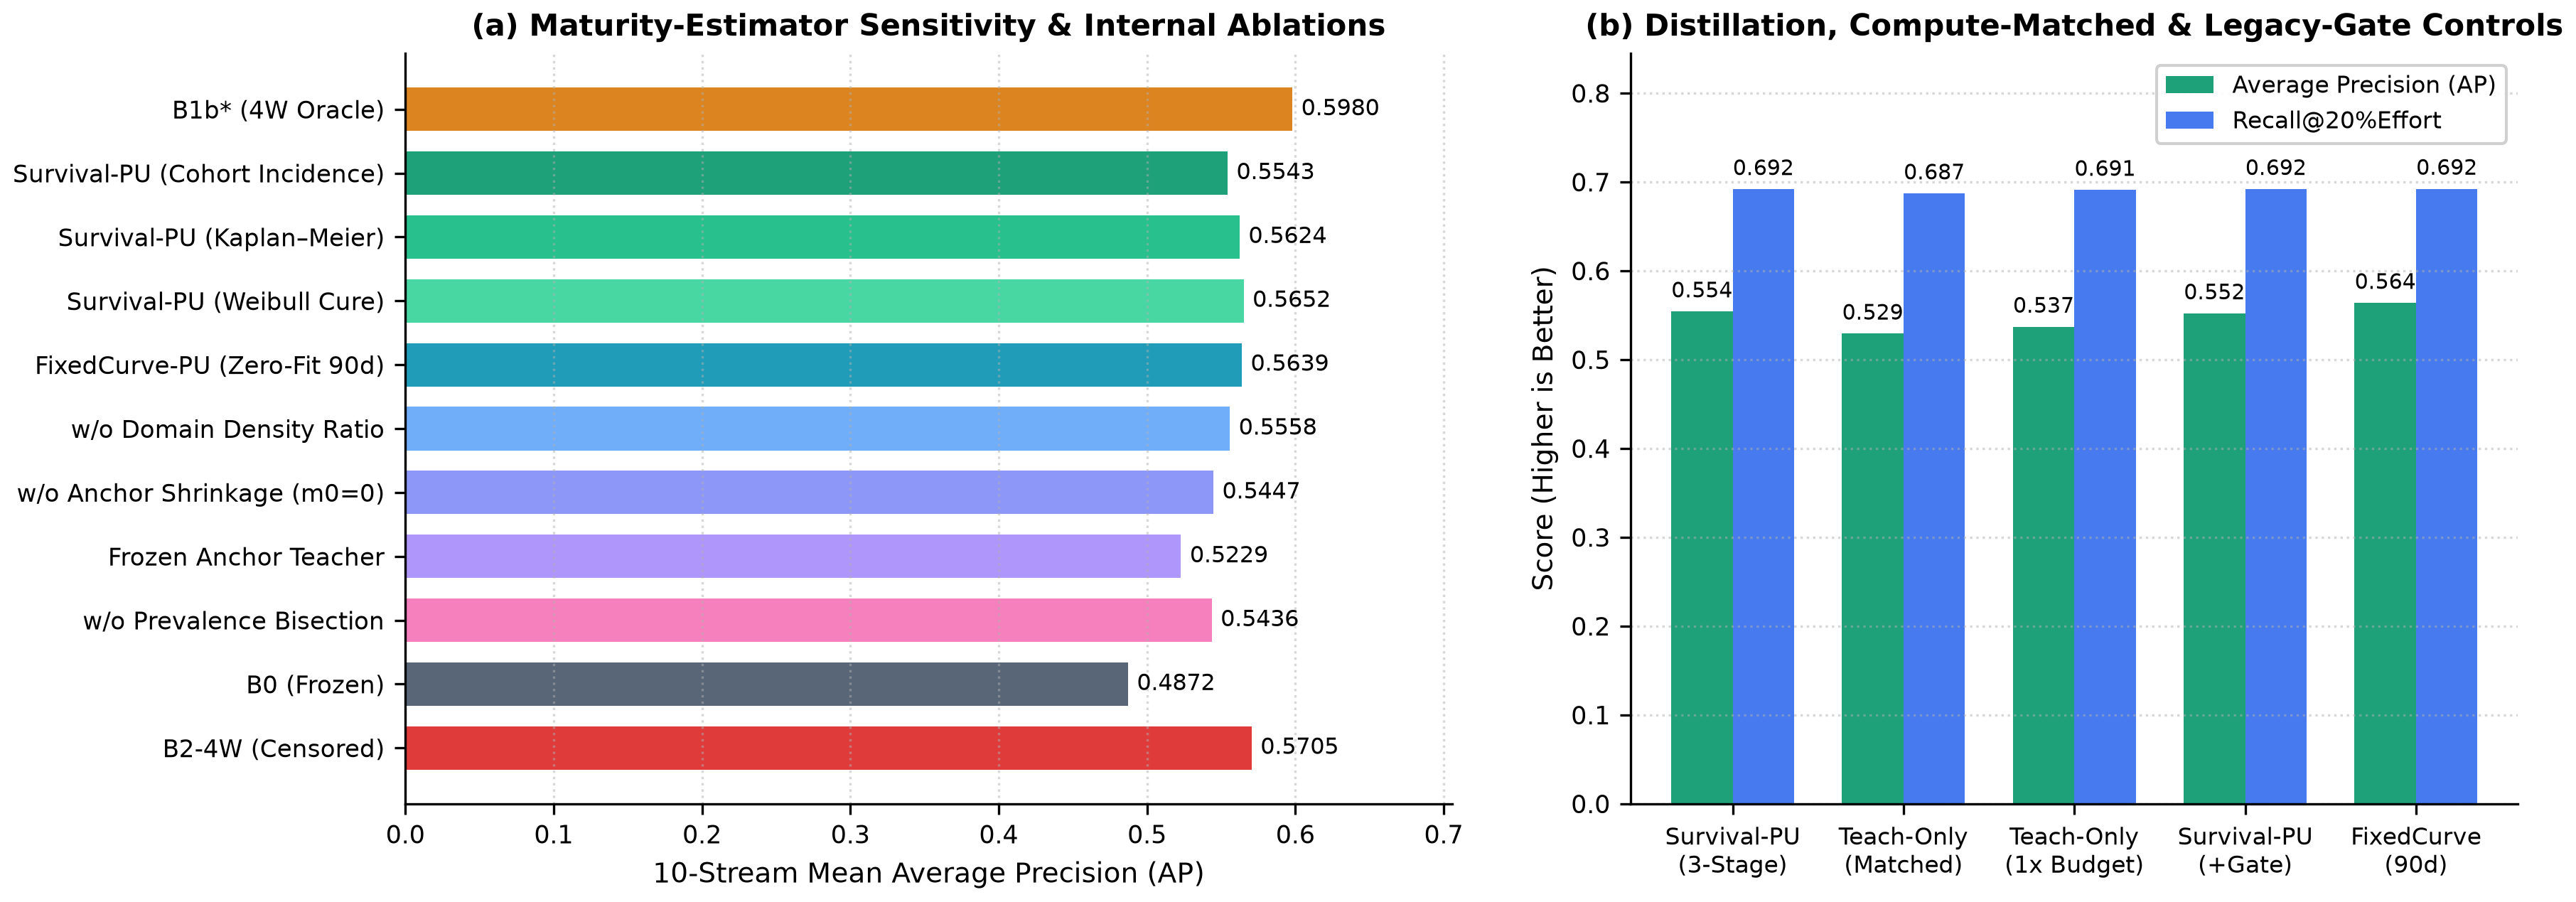 (a) Maturity-Estimator Sensitivity & Internal Ablations
B1b* (4W Oracle)
0.5980
Survival-PU (Cohort Incidence)
0.5543
Survival-PU (Kaplan–Meier)
0.5624
Survival-PU (Weibull Cure)
0.5652
FixedCurve-PU (Zero-Fit 90d)
0.5639
w/o Domain Density Ratio
0.5558
w/o Anchor Shrinkage (m0=0)
0.5447
Frozen Anchor Teacher
0.5229
w/o Prevalence Bisection
0.5436
B0 (Frozen)
0.4872
B2-4W (Censored)
0.5705
0.0 0.1 0.2 0.3 0.4 0.5 0.6 0.7
10-Stream Mean Average Precision (AP)
(b) Distillation, Compute-Matched & Legacy-Gate Controls
Average Precision (AP)
Recall@20%Effort
Score (Higher is Better)
0.8
0.7
0.6
0.5
0.4
0.3
0.2
0.1
0.0
0.692 0.687 0.691 0.692 0.692
0.554 0.529 0.537 0.552 0.564
Survival-PU
(3-Stage)
Teach-Only
(Matched)
Teach-Only
(1x Budget)
Survival-PU
(+Gate)
FixedCurve
(90d)